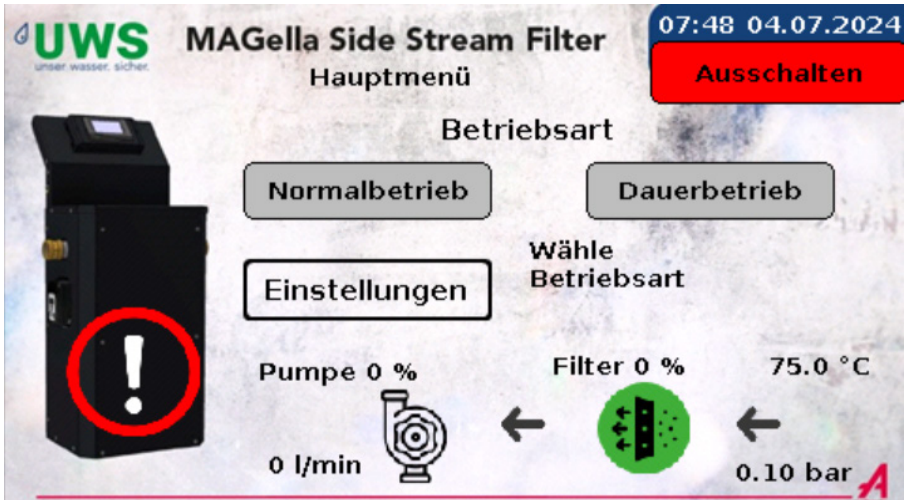 UWS
unser. wasser. sicher.
MAGella Side Stream Filter
07:48 04.07.2024
Hauptmenü
Ausschalten
Betriebsart
Normalbetrieb
Dauerbetrieb
Wähle
Betriebsart
Einstellungen
Pumpe 0 %
Filter 0 %
75.0 °C
0 l/min
0.10 bar